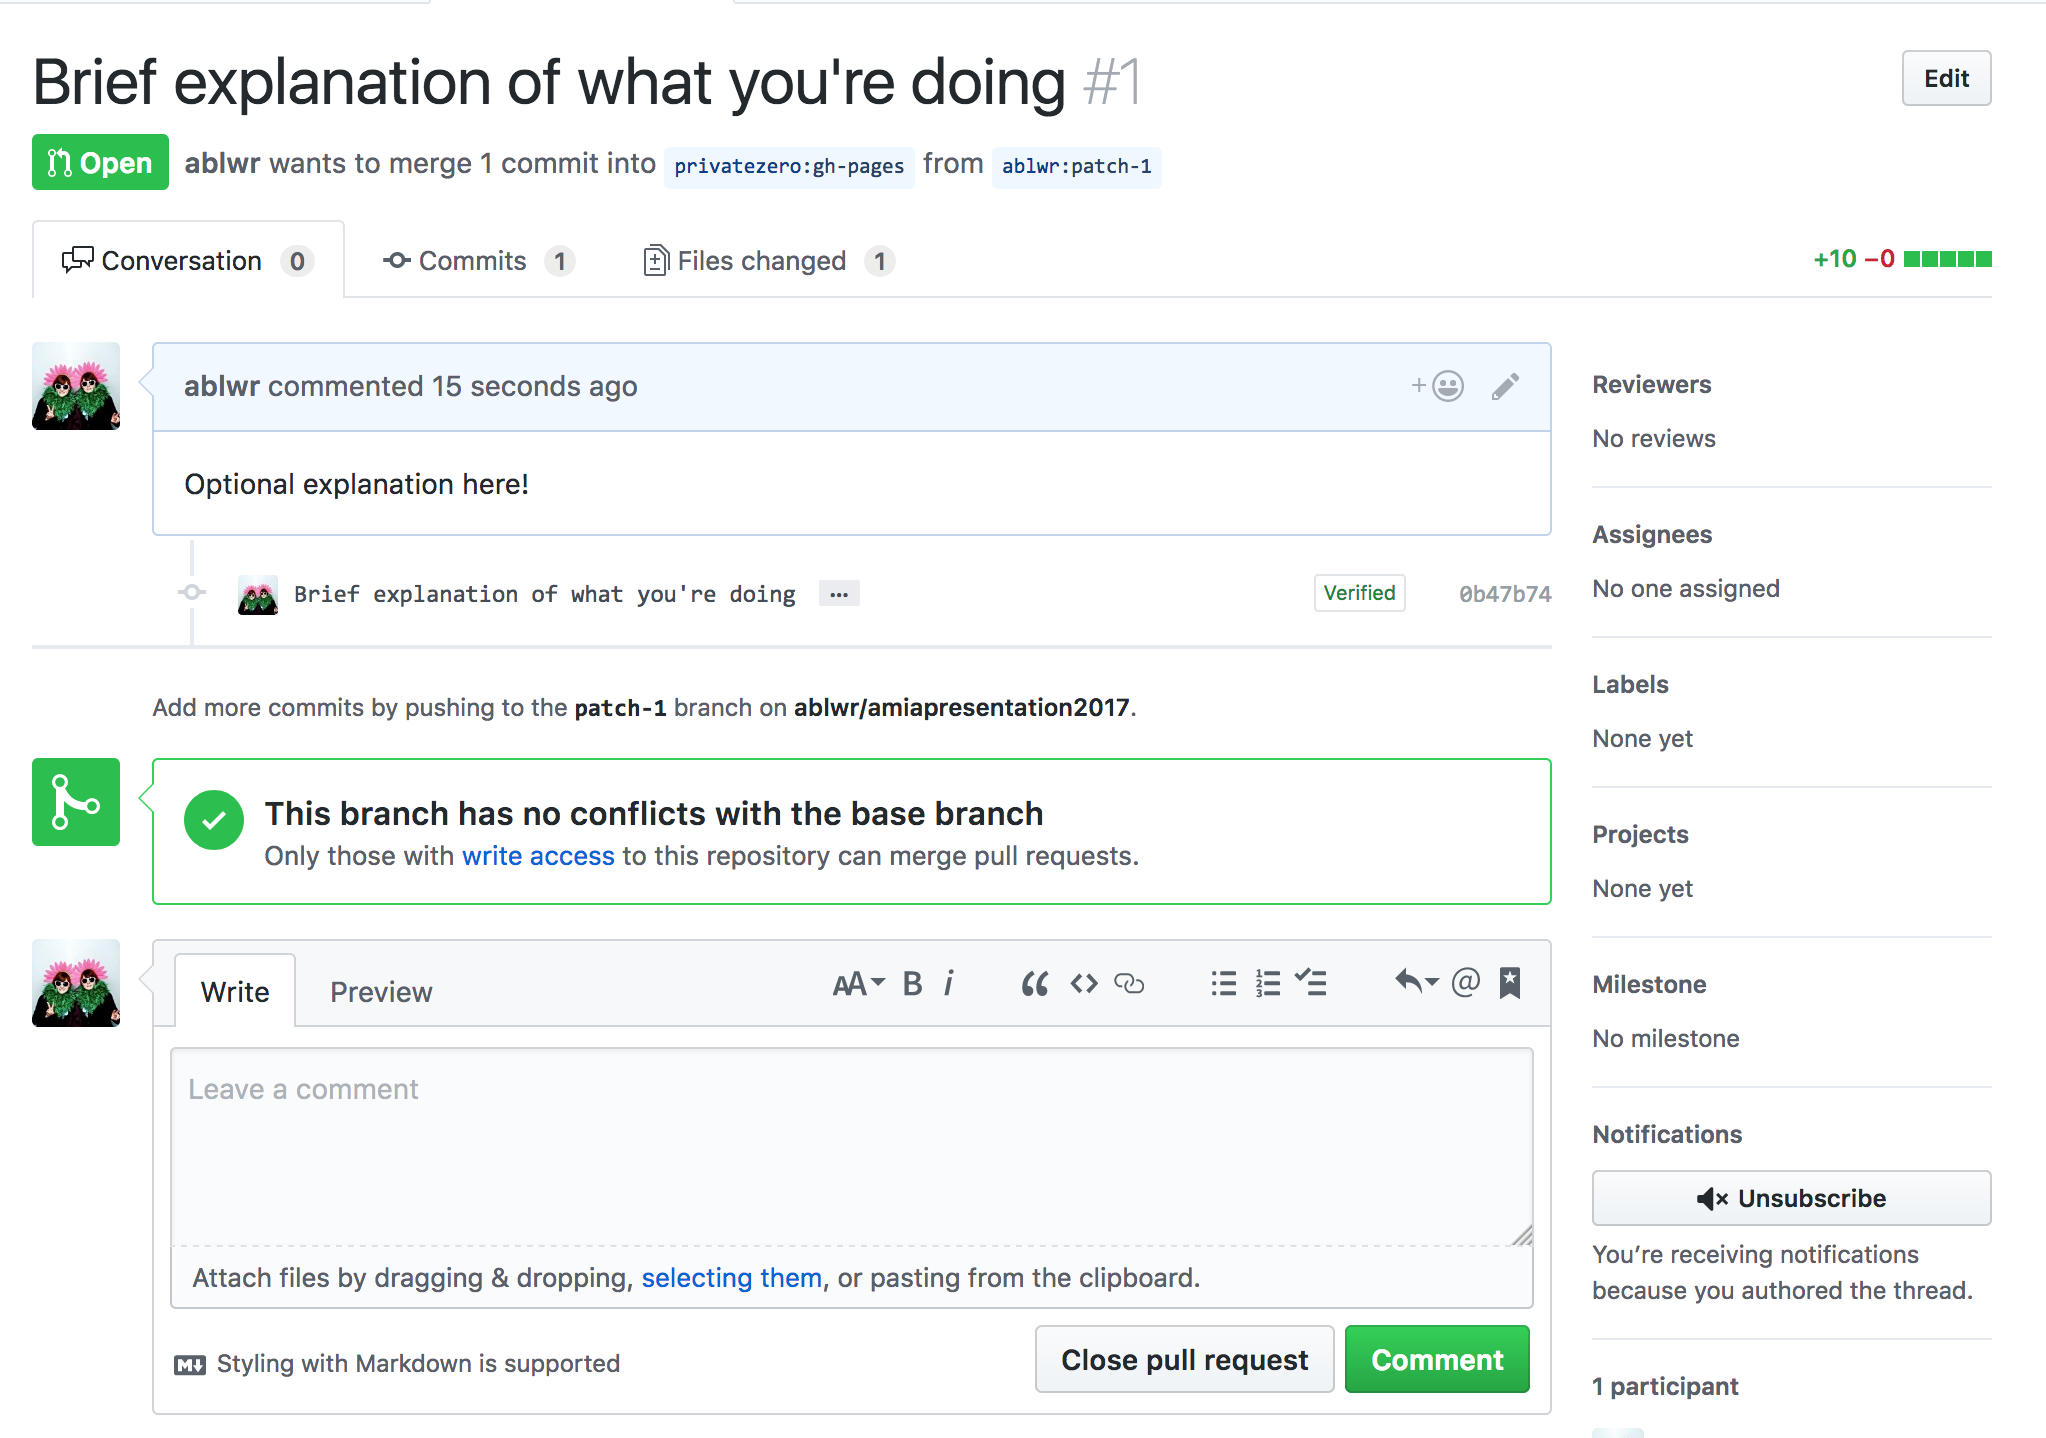 Brief explanation of what you're doing #1
Edit
Open
ablwr wants to merge 1 commit into privatezero:gh-pages from ablwr:patch-1
Conversation 0
Commits 1
Files changed 1
+10 −0
ablwr commented 15 seconds ago
Optional explanation here!
Brief explanation of what you're doing …
Verified
0b47b74
Add more commits by pushing to the patch-1 branch on ablwr/amiapresentation2017.
This branch has no conflicts with the base branch
Only those with write access to this repository can merge pull requests.
Write
Preview
AA B i
Leave a comment
Attach files by dragging & dropping, selecting them, or pasting from the clipboard.
Styling with Markdown is supported
Close pull request
Comment
Reviewers
No reviews
Assignees
No one assigned
Labels
None yet
Projects
None yet
Milestone
No milestone
Notifications
Unsubscribe
You’re receiving notifications
because you authored the thread.
1 participant